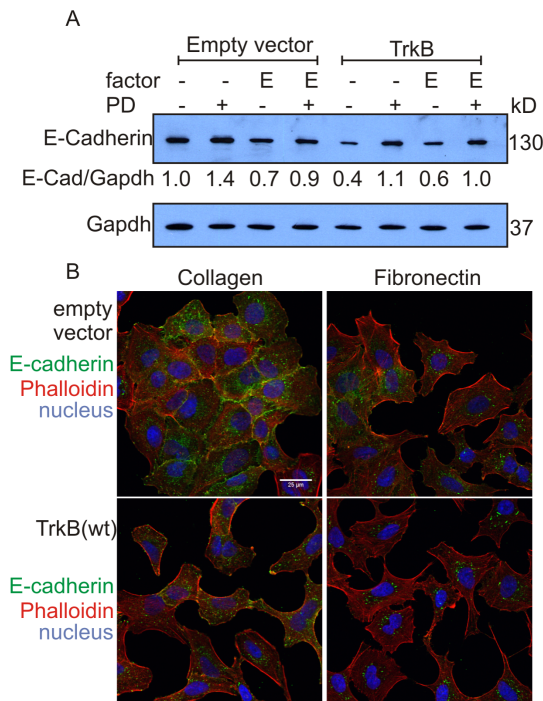 A
Empty vector TrkB
factor - - E E - - E E
PD - + - + - + - + kD
E-Cadherin 130
E-Cad/Gapdh 1.0 1.4 0.7 0.9 0.4 1.1 0.6 1.0
Gapdh 37
B
Collagen Fibronectin
empty
vector
E-cadherin
Phalloidin
nucleus
25 µm
TrkB(wt)
E-cadherin
Phalloidin
nucleus